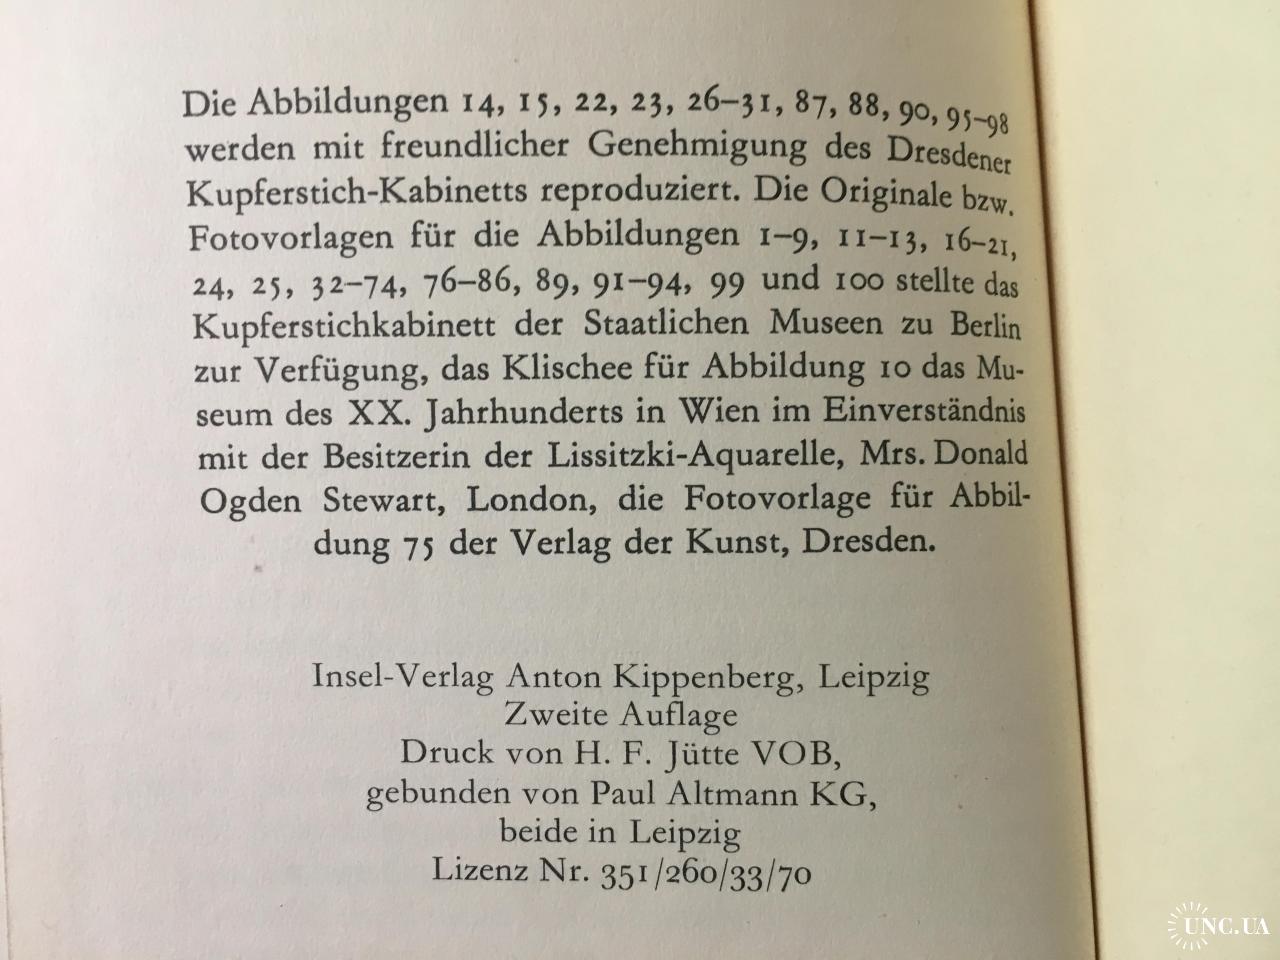 Die Abbildungen 14, 15, 22, 23, 26–31, 87, 88, 90, 95–98
werden mit freundlicher Genehmigung des Dresdener
Kupferstich-Kabinetts reproduziert. Die Originale bzw.
Fotovorlagen für die Abbildungen 1–9, 11–13, 16–21,
24, 25, 32–74, 76–86, 89, 91–94, 99 und 100 stellte das
Kupferstichkabinett der Staatlichen Museen zu Berlin
zur Verfügung, das Klischee für Abbildung 10 das Mu-
seum des XX. Jahrhunderts in Wien im Einverständnis
mit der Besitzerin der Lissitzki-Aquarelle, Mrs. Donald
Ogden Stewart, London, die Fotovorlage für Abbil-
dung 75 der Verlag der Kunst, Dresden.
Insel-Verlag Anton Kippenberg, Leipzig
Zweite Auflage
Druck von H. F. Jütte VOB,
gebunden von Paul Altmann KG,
beide in Leipzig
Lizenz Nr. 351/260/33/70
UNC.UA